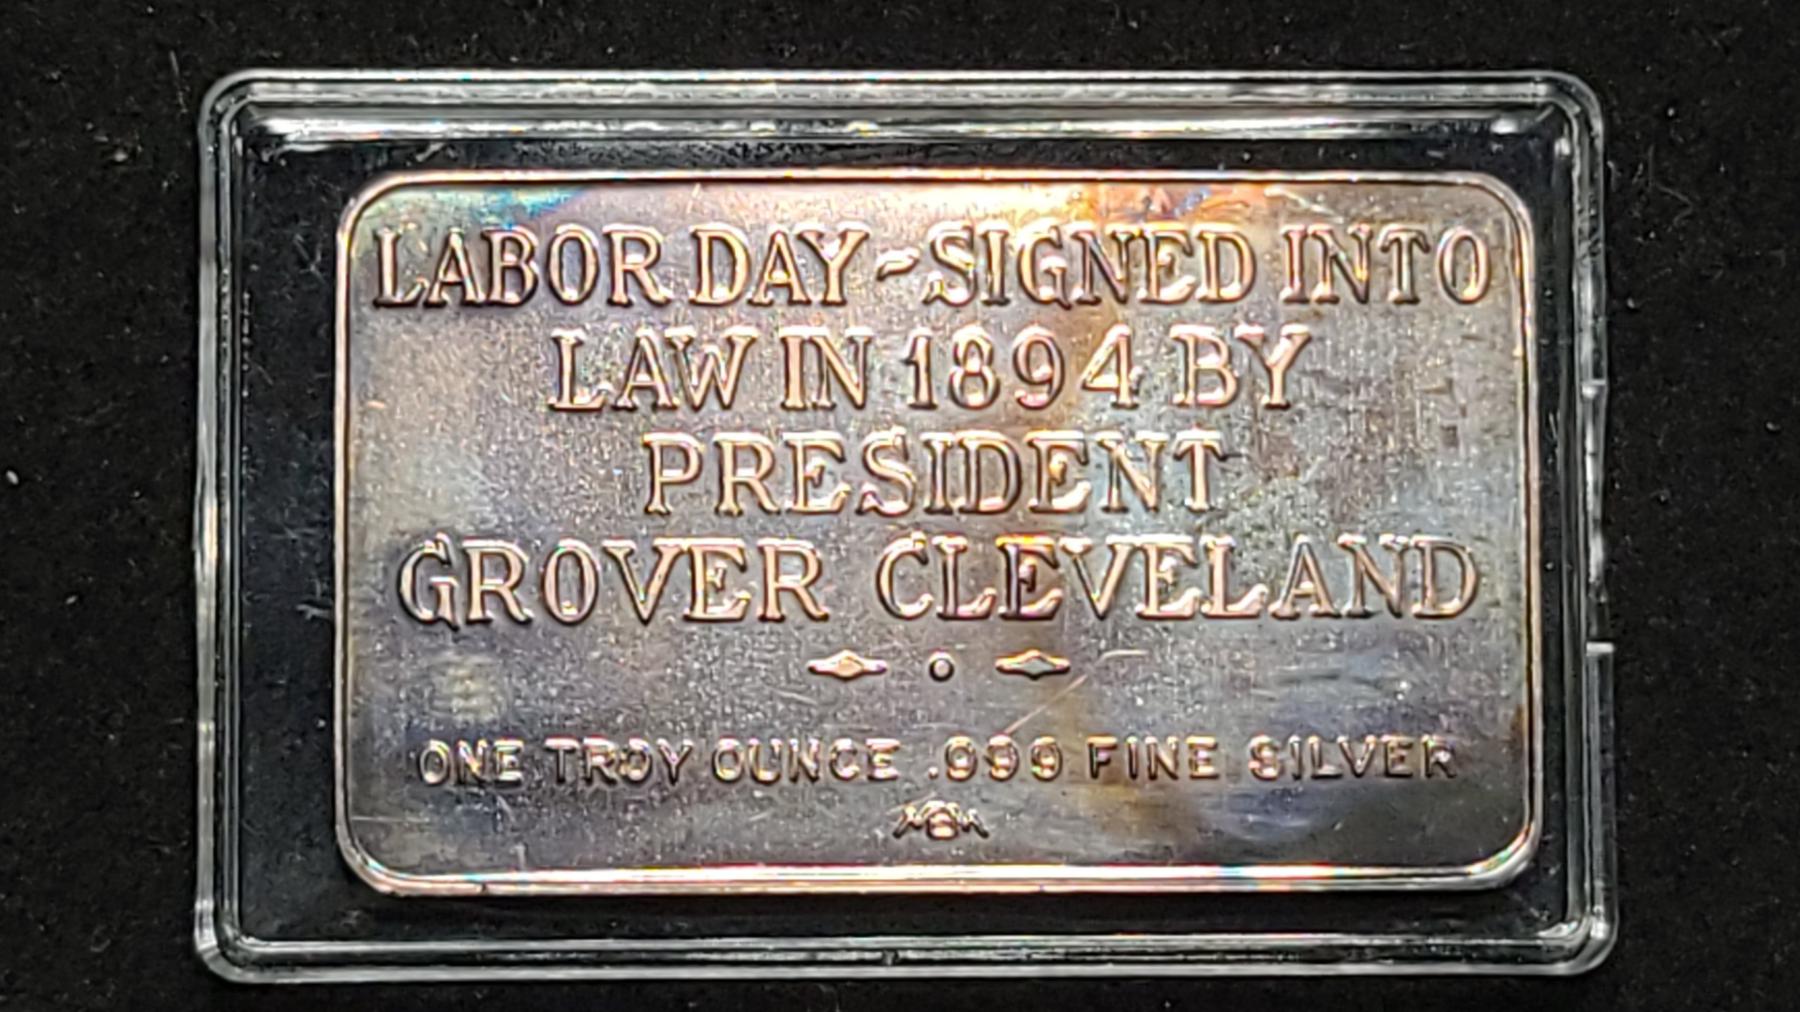 LABOR DAY~SIGNED INTO
LAW IN 1894 BY
PRESIDENT
GROVER CLEVELAND
ONE TROY OUNCE .999 FINE SILVER